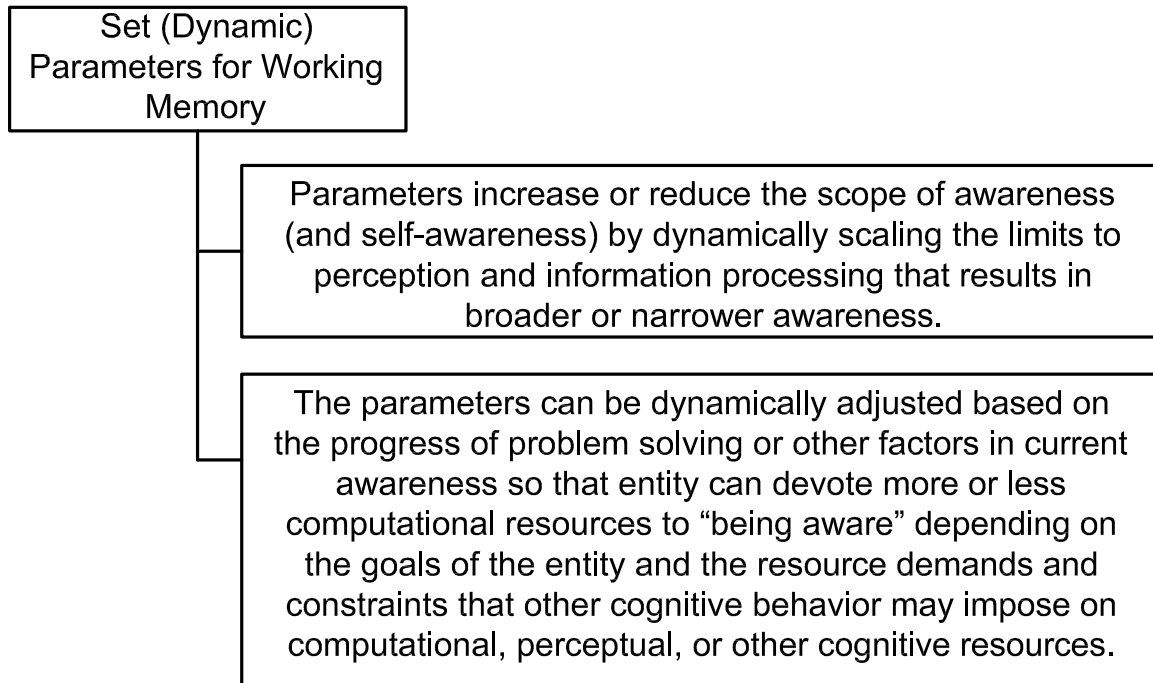 Set (Dynamic)
Parameters for Working
Memory
Parameters increase or reduce the scope of awareness
(and self-awareness) by dynamically scaling the limits to
perception and information processing that results in
broader or narrower awareness.
The parameters can be dynamically adjusted based on
the progress of problem solving or other factors in current
awareness so that entity can devote more or less
computational resources to “being aware” depending on
the goals of the entity and the resource demands and
constraints that other cognitive behavior may impose on
computational, perceptual, or other cognitive resources.